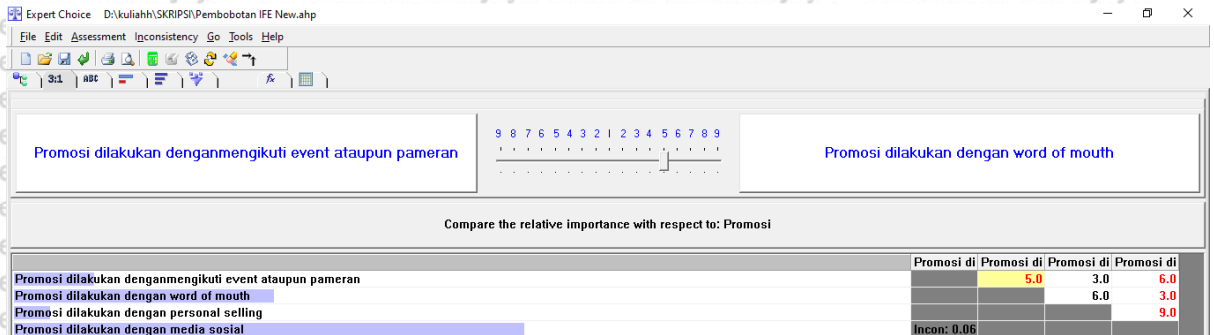 Expert Choice D:\kuliahh\SKRIPSI\Pembobotan IFE New.ahp
File Edit Assessment Inconsistency Go Tools Help
3:1 ABC fx
9 8 7 6 5 4 3 2 1 2 3 4 5 6 7 8 9
Promosi dilakukan denganmengikuti event ataupun pameran
Promosi dilakukan dengan word of mouth
Compare the relative importance with respect to: Promosi
Promosi di Promosi di Promosi di Promosi di
Promosi dilakukan denganmengikuti event ataupun pameran 5.0 3.0 6.0
Promosi dilakukan dengan word of mouth 6.0 3.0
Promosi dilakukan dengan personal selling 9.0
Promosi dilakukan dengan media sosial Incon: 0.06